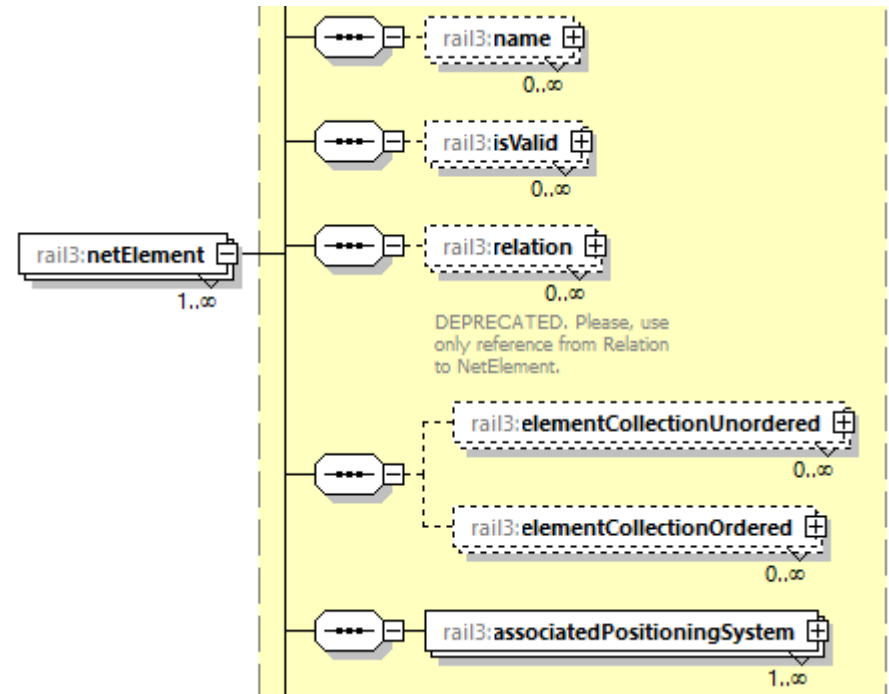 rail3:name
0..∞
rail3:isValid
0..∞
rail3:netElement
1..∞
rail3:relation
0..∞
DEPRECATED. Please, use
only reference from Relation
to NetElement.
rail3:elementCollectionUnordered
0..∞
rail3:elementCollectionOrdered
0..∞
rail3:associatedPositioningSystem
1..∞